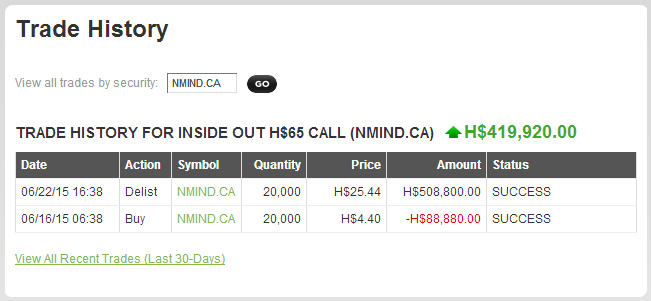 Trade History
View all trades by security: NMIND.CA GO
TRADE HISTORY FOR INSIDE OUT H$65 CALL (NMIND.CA) H$419,920.00
Date Action Symbol Quantity Price Amount Status
06/22/15 16:38 Delist NMIND.CA 20,000 H$25.44 H$508,800.00 SUCCESS
06/16/15 06:38 Buy NMIND.CA 20,000 H$4.40 -H$88,880.00 SUCCESS
View All Recent Trades (Last 30-Days)